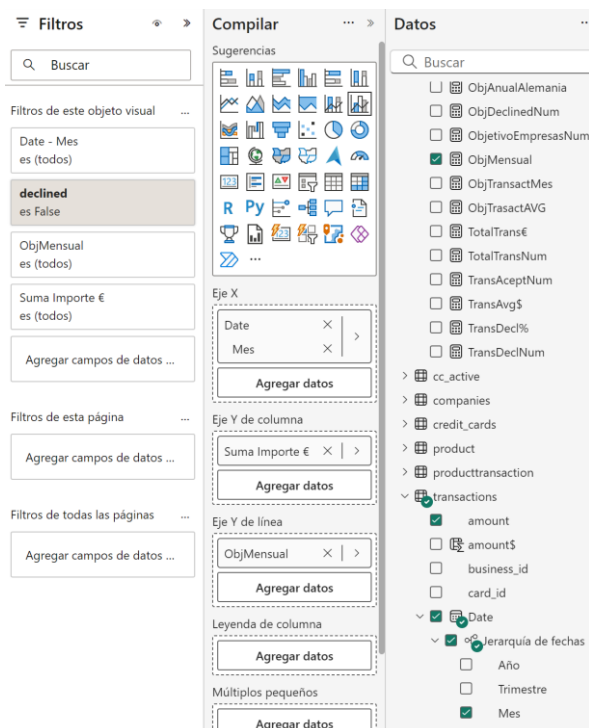 Filtros
Buscar
Filtros de este objeto visual ...
Date - Mes
es (todos)
declined
es False
ObjMensual
es (todos)
Suma Importe €
es (todos)
Agregar campos de datos ...
Filtros de esta página ...
Agregar campos de datos ...
Filtros de todas las páginas ...
Agregar campos de datos ...
Compilar ...
Sugerencias
123
R Py
123
...
Eje X
Date
Mes
Agregar datos
Eje Y de columna
Suma Importe €
Agregar datos
Eje Y de línea
ObjMensual
Agregar datos
Leyenda de columna
Agregar datos
Múltiplos pequeños
Agregar datos
Datos ...
Buscar
ObjAnualAlemania
ObjDeclinedNum
ObjetivoEmpresasNum
ObjMensual
ObjTransactMes
ObjTrasactAVG
TotalTrans€
TotalTransNum
TransAceptNum
TransAvg$
TransDecl%
TransDeclNum
cc_active
companies
credit_cards
product
producttransaction
transactions
amount
amount$
business_id
card_id
Date
Jerarquía de fechas
Año
Trimestre
Mes